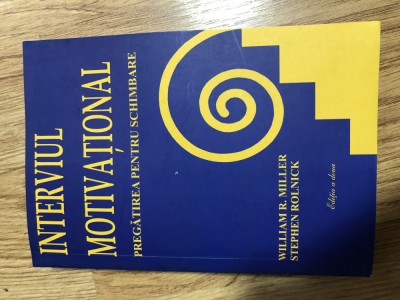 INTERVIUL
MOTIVAȚIONAL
PREGĂTIREA PENTRU SCHIMBARE
WILLIAM R. MILLER
STEPHEN ROLNICK
Ediția a doua